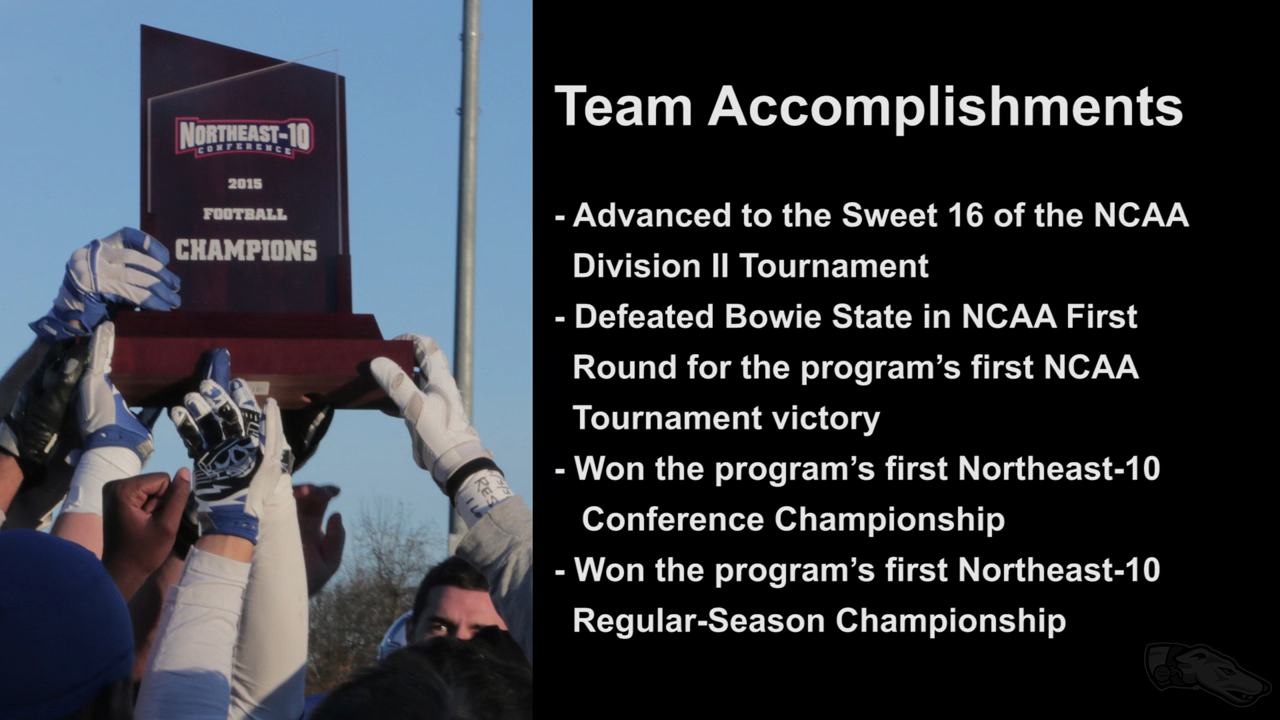 NORTHEAST-10
CONFERENCE
2015
FOOTBALL
CHAMPIONS
Team Accomplishments
- Advanced to the Sweet 16 of the NCAA
Division II Tournament
- Defeated Bowie State in NCAA First
Round for the program’s first NCAA
Tournament victory
- Won the program’s first Northeast-10
Conference Championship
- Won the program’s first Northeast-10
Regular-Season Championship